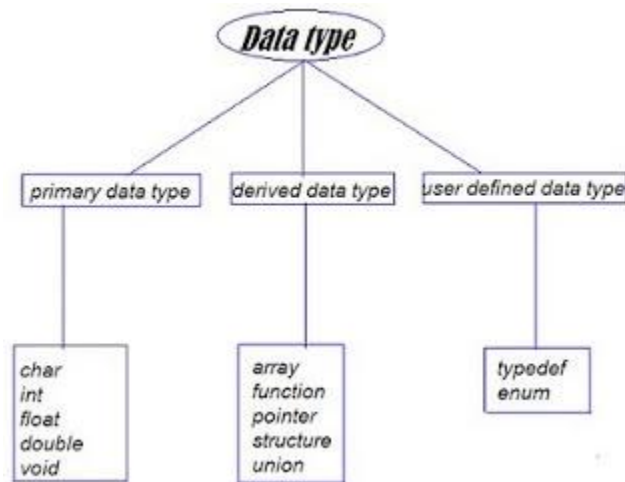 Data type
primary data type
derived data type
user defined data type
char
int
float
double
void
array
function
pointer
structure
union
typedef
enum